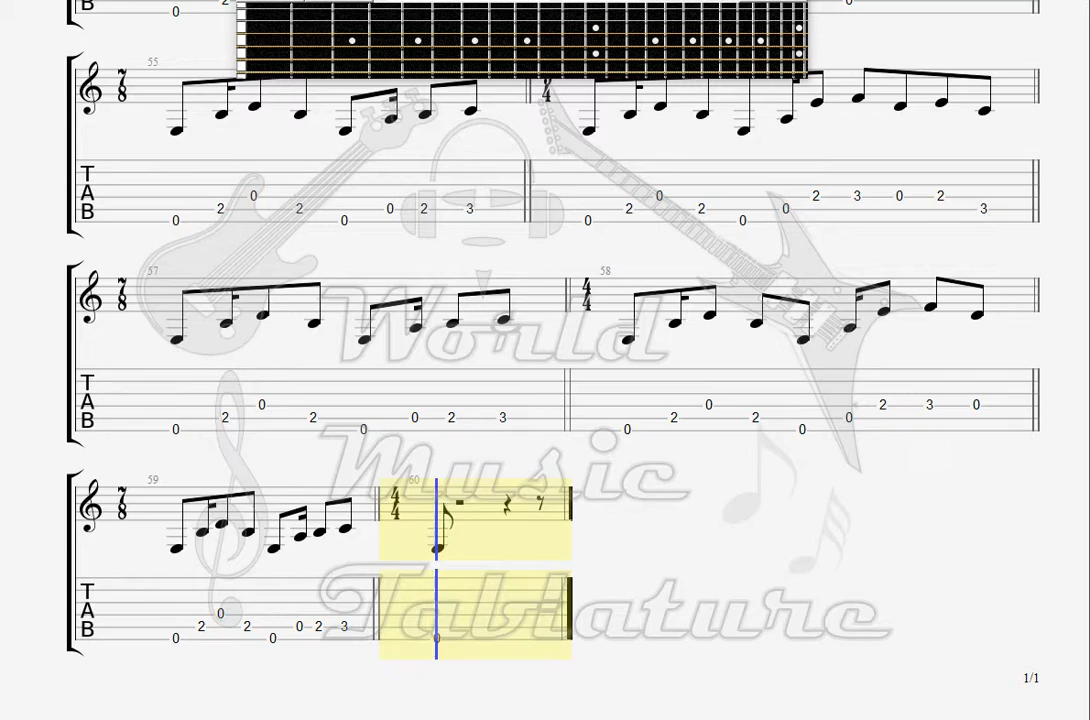 0 2 0
55
7 8
4
T A B
0 2 0 2 0 0 2 3
0 2 0 2 0 0 2 3 0 2 3
57
7 8
58
4 4
World
T A B
0 2 0 2 0 0 2 3
0 2 0 2 0 0 2 3 0
Music
59
7 8
60
4 4
Tablature
T A B
0 2 0 2 0 0 2 3
0
1/1